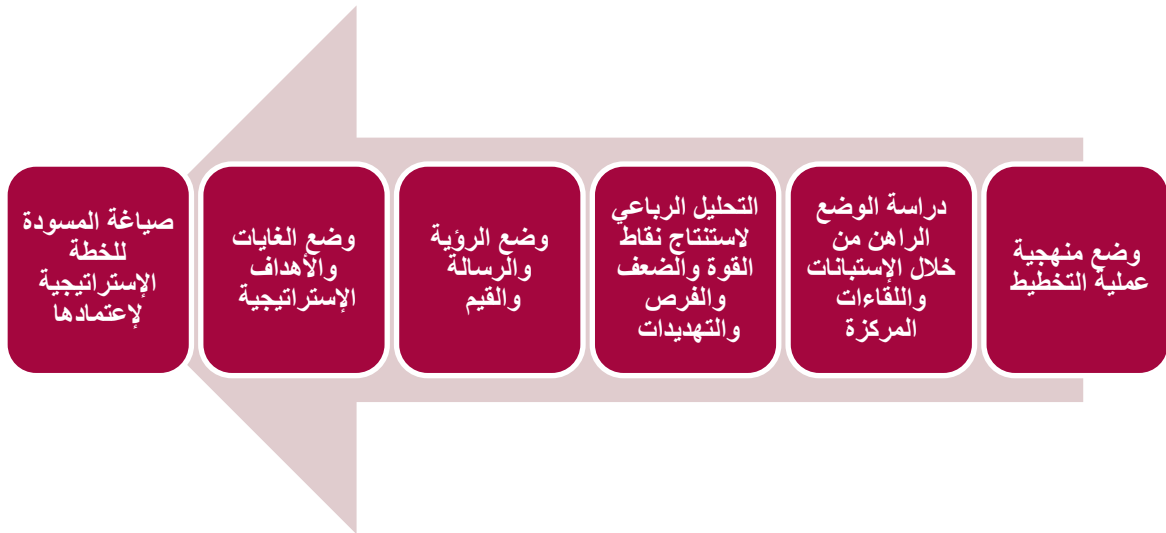 وضع منهجية
عملية التخطيط
دراسة الوضع
الراهن من
خلال الإستبانات
واللقاءات
المركزة
التحليل الرباعي
لاستنتاج نقاط
القوة والضعف
والفرص
والتهديدات
وضع الرؤية
والرسالة
والقيم
وضع الغايات
والأهداف
الإستراتيجية
صياغة المسودة
للخطة
الإستراتيجية
لإعتمادها